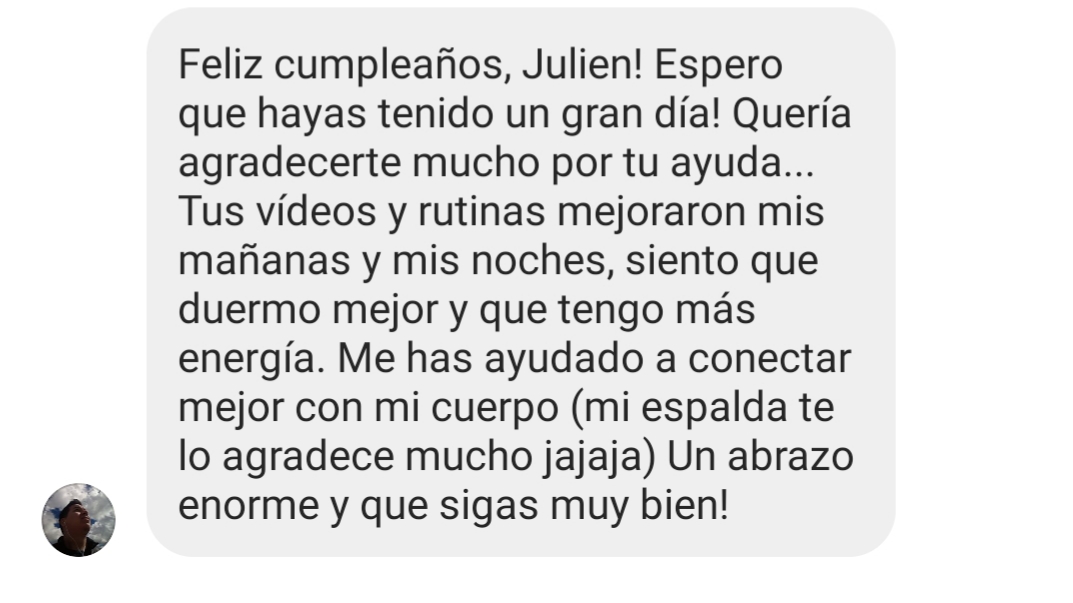 Feliz cumpleaños, Julien! Espero
que hayas tenido un gran día! Quería
agradecerte mucho por tu ayuda...
Tus vídeos y rutinas mejoraron mis
mañanas y mis noches, siento que
duermo mejor y que tengo más
energía. Me has ayudado a conectar
mejor con mi cuerpo (mi espalda te
lo agradece mucho jajaja) Un abrazo
enorme y que sigas muy bien!